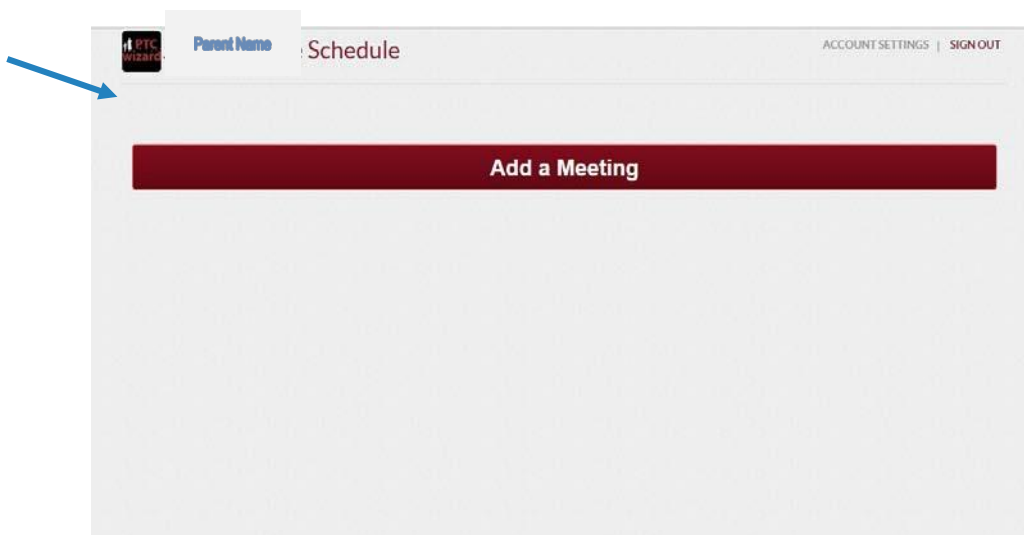 PTC
wizard
Parent Name
e Schedule
ACCOUNT SETTINGS | SIGN OUT
Add a Meeting